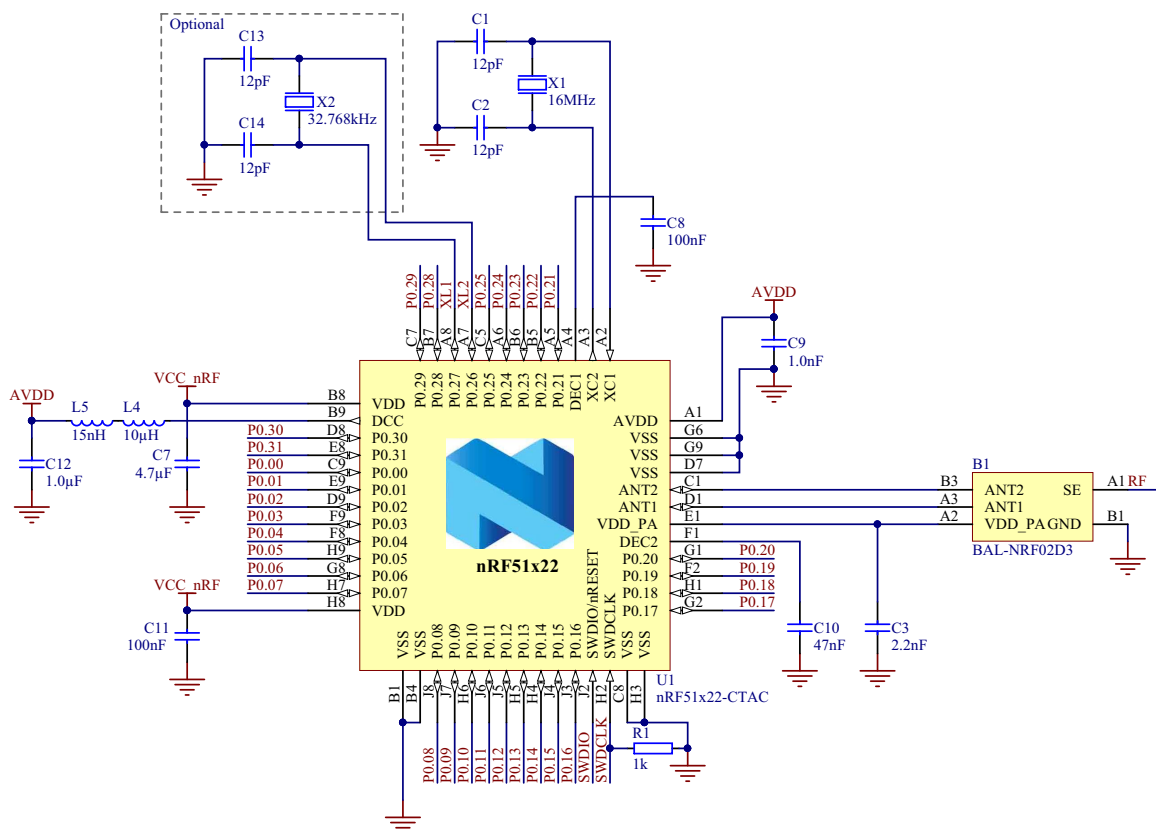 Optional
C13
12pF
X2
32.768kHz
C14
12pF
C1
12pF
X1
16MHz
C2
12pF
C8
100nF
P0.29
P0.28
XL1
XL2
P0.25
P0.24
P0.23
P0.22
P0.21
C7
B7
A8
A7
C5
A6
B6
B5
A5
A4
A3
A2
P0.29
P0.28
P0.27
P0.26
P0.25
P0.24
P0.23
P0.22
P0.21
DEC1
XC2
XC1
AVDD
C9
1.0nF
AVDD
L5
15nH
L4
10µH
C12
1.0µF
VCC_nRF
C7
4.7µF
B8 VDD
B9 DCC
P0.30 D8 P0.30
P0.31 E8 P0.31
P0.00 C9 P0.00
P0.01 E9 P0.01
P0.02 D9 P0.02
P0.03 F9 P0.03
P0.04 F8 P0.04
P0.05 H9 P0.05
P0.06 G8 P0.06
P0.07 H7 P0.07
H8 VDD
VCC_nRF
C11
100nF
nRF51x22
AVDD A1
VSS G6
VSS G9
VSS D7
ANT2 C1
ANT1 D1
VDD_PA E1
DEC2 F1
P0.20 G1 P0.20
P0.19 F2 P0.19
P0.18 H1 P0.18
P0.17 G2 P0.17
B1
B3 ANT2 SE A1 RF
A3 ANT1
A2 VDD_PA GND B1
BAL-NRF02D3
C10
47nF
C3
2.2nF
VSS
VSS
P0.08
P0.09
P0.10
P0.11
P0.12
P0.13
P0.14
P0.15
P0.16
SWDIO/nRESET
SWDCLK
VSS
VSS
U1
nRF51x22-CTAC
B1
B4
J8
J7
H6
J6
J5
H5
H4
J4
J3
J2
H2
C8
H3
P0.08
P0.09
P0.10
P0.11
P0.12
P0.13
P0.14
P0.15
P0.16
SWDIO
SWDCLK
R1
1k